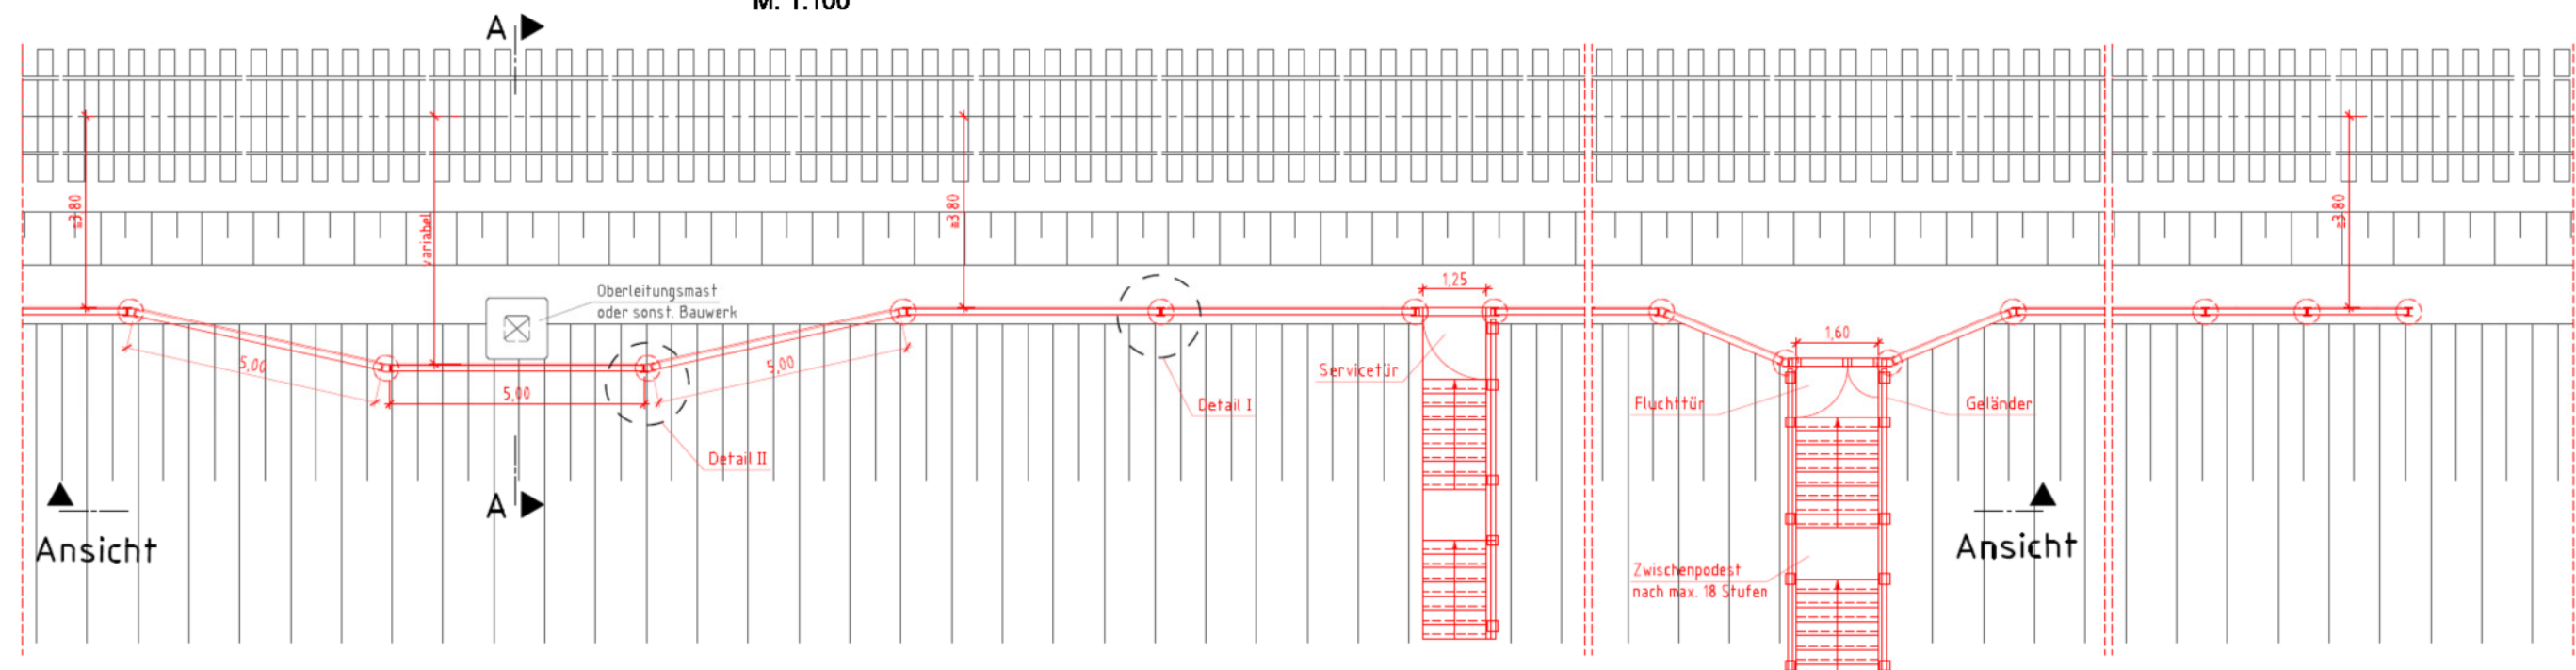 M. 1:100
A
≥3,80
variabel
≥3,80
≥3,80
Oberleitungsmast
oder sonst. Bauwerk
1,25
1,60
5,00
5,00
5,00
Servicetür
Detail I
Detail II
Fluchttür
Geländer
A
Ansicht
Ansicht
Zwischenpodest
nach max. 18 Stufen